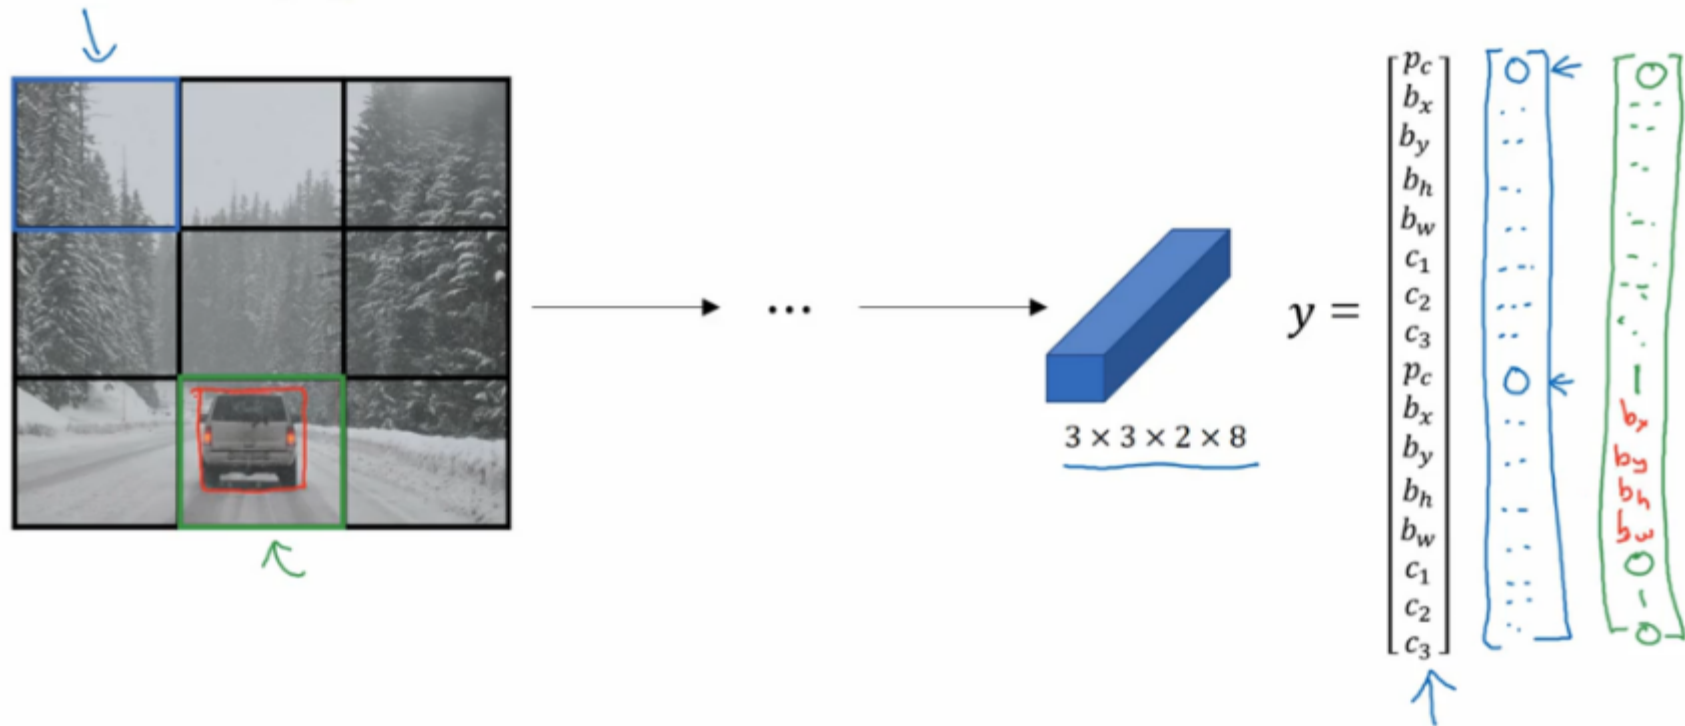 ...
3 × 3 × 2 × 8
y =
p_c
b_x
b_y
b_h
b_w
c_1
c_2
c_3
p_c
b_x
b_y
b_h
b_w
c_1
c_2
c_3
0
0
0
1
b_x
b_y
b_h
b_w
0
1
0